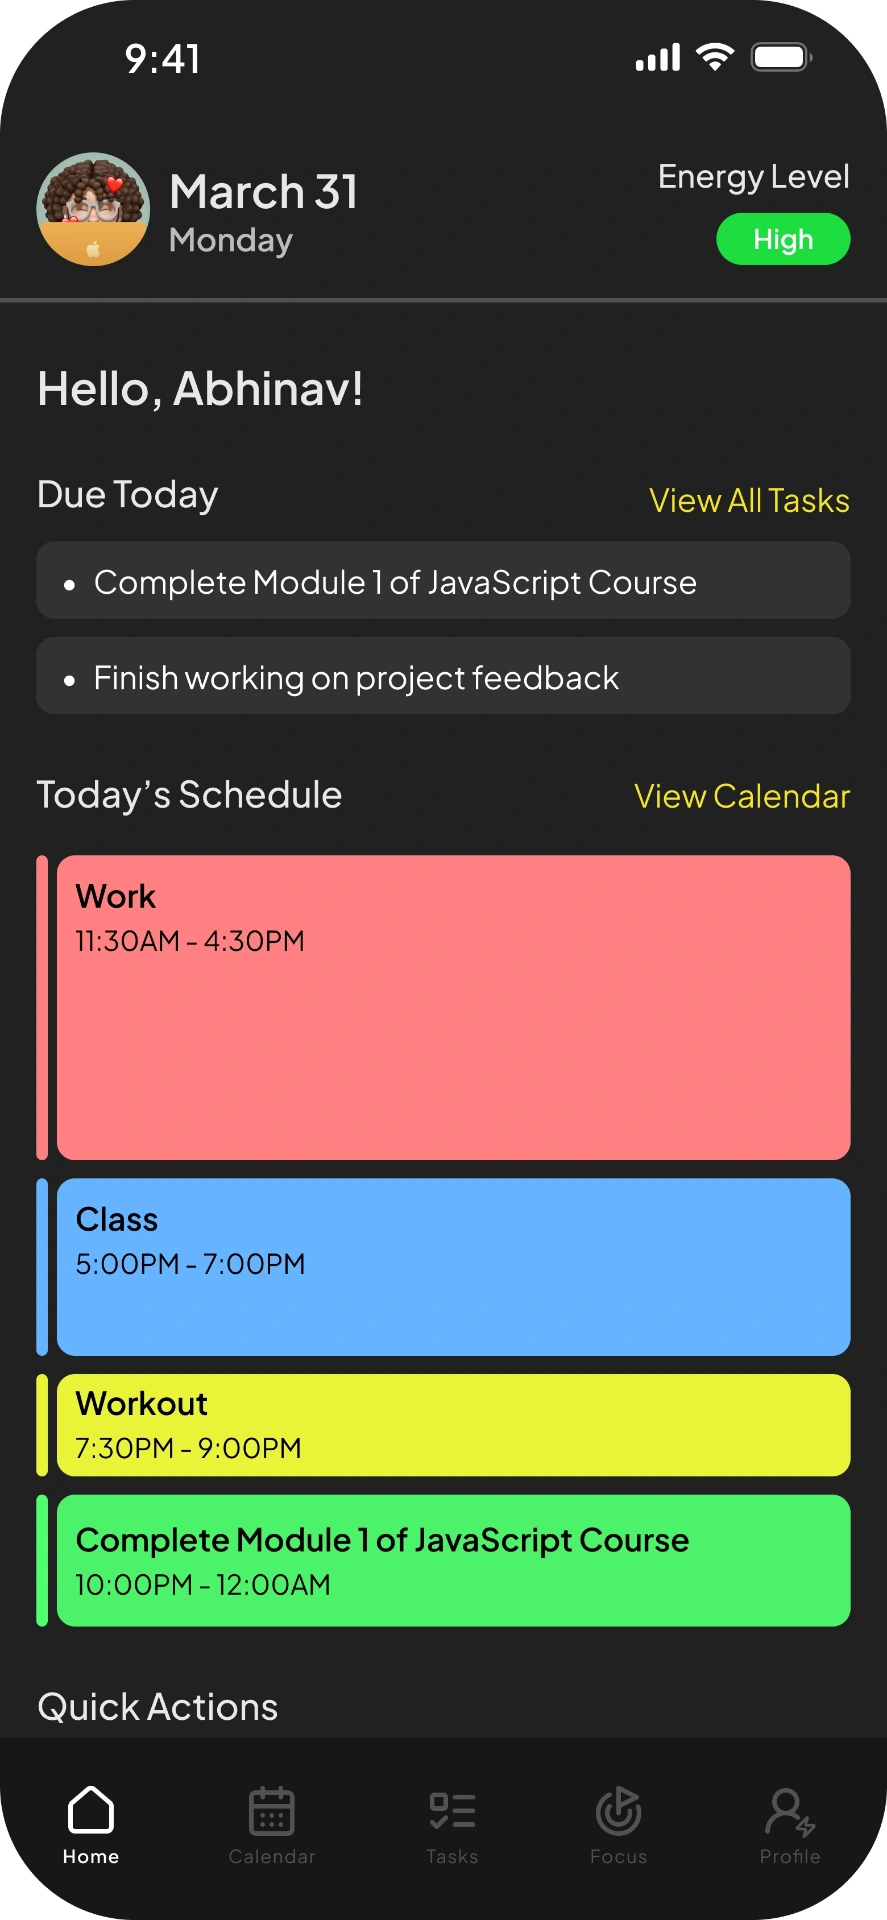 9:41
March 31
Monday
Energy Level
High
Hello, Abhinav!
Due Today
View All Tasks
• Complete Module 1 of JavaScript Course
• Finish working on project feedback
Today’s Schedule
View Calendar
Work
11:30AM - 4:30PM
Class
5:00PM - 7:00PM
Workout
7:30PM - 9:00PM
Complete Module 1 of JavaScript Course
10:00PM - 12:00AM
Quick Actions
Home
Calendar
Tasks
Focus
Profile